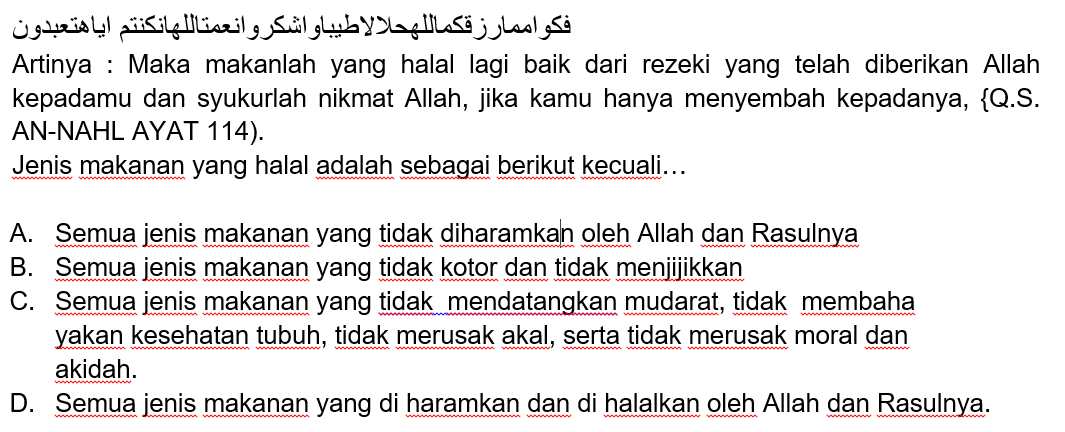 فكوا ممارزقكماللهحلالاطيباواشكروانعمتاللهانكنتم اياهتعبدون
Artinya : Maka makanlah yang halal lagi baik dari rezeki yang telah diberikan Allah
kepadamu dan syukurlah nikmat Allah, jika kamu hanya menyembah kepadanya, {Q.S.
AN-NAHL AYAT 114).
Jenis makanan yang halal adalah sebagai berikut kecuali…
A. Semua jenis makanan yang tidak diharamkan oleh Allah dan Rasulnya
B. Semua jenis makanan yang tidak kotor dan tidak menjijikkan
C. Semua jenis makanan yang tidak mendatangkan mudarat, tidak membaha
yakan kesehatan tubuh, tidak merusak akal, serta tidak merusak moral dan
akidah.
D. Semua jenis makanan yang di haramkan dan di halalkan oleh Allah dan Rasulnya.